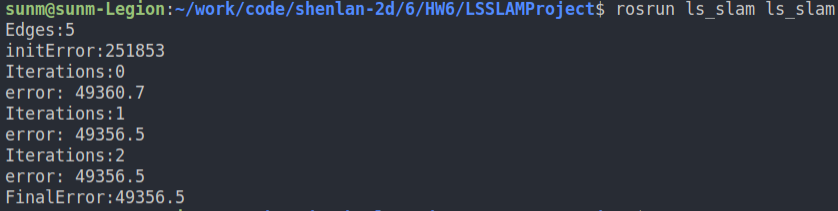 sunm@sunm-Legion:~/work/code/shenlan-2d/6/HW6/LSSLAMProject$ rosrun ls_slam ls_slam
Edges:5
initError:251853
Iterations:0
error: 49360.7
Iterations:1
error: 49356.5
Iterations:2
error: 49356.5
FinalError:49356.5